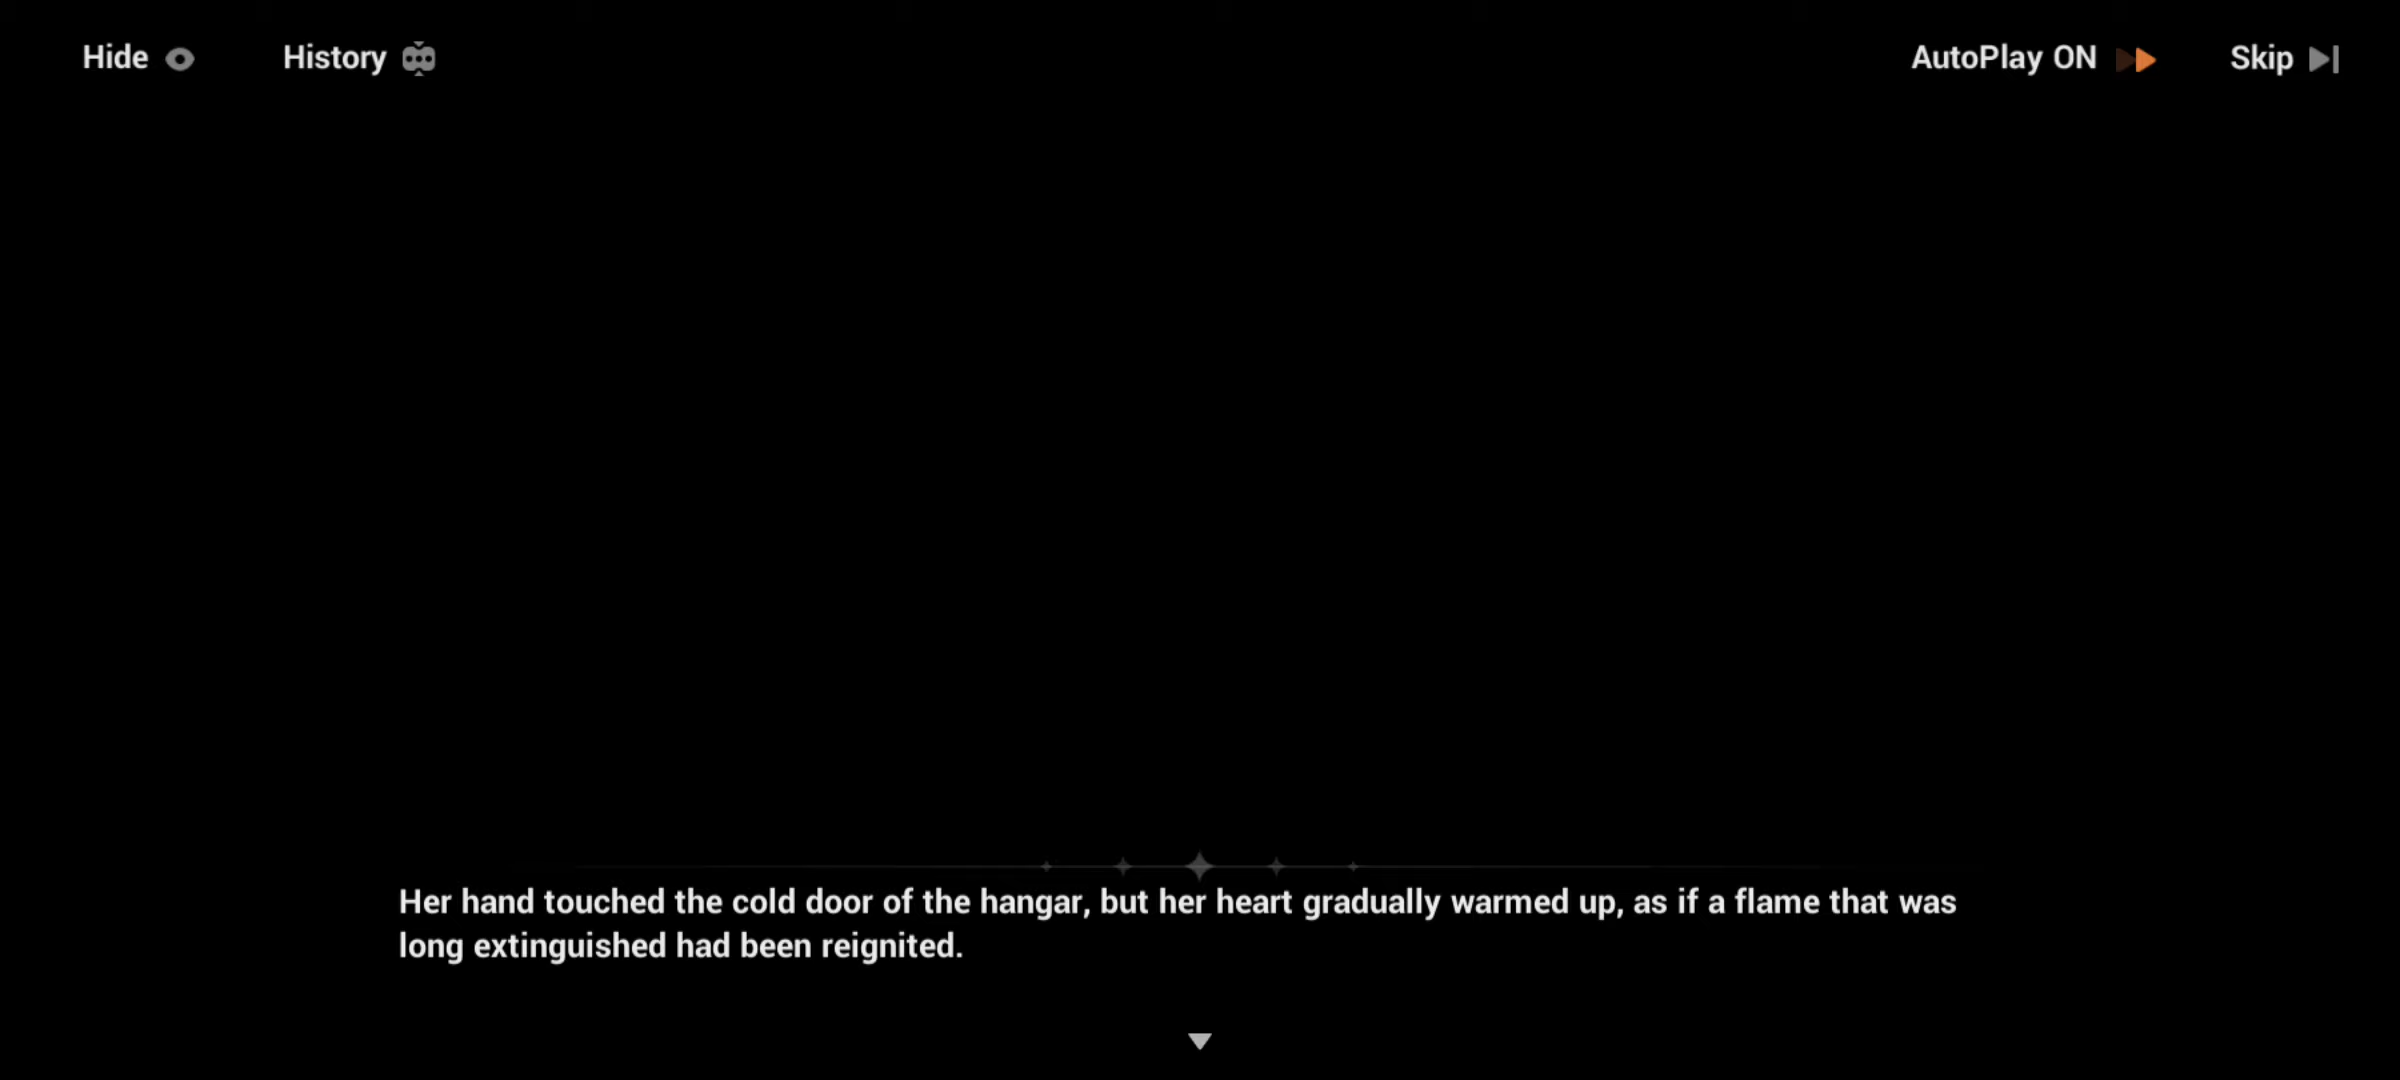 Hide
History
AutoPlay ON
Skip
Her hand touched the cold door of the hangar, but her heart gradually warmed up, as if a flame that was
long extinguished had been reignited.